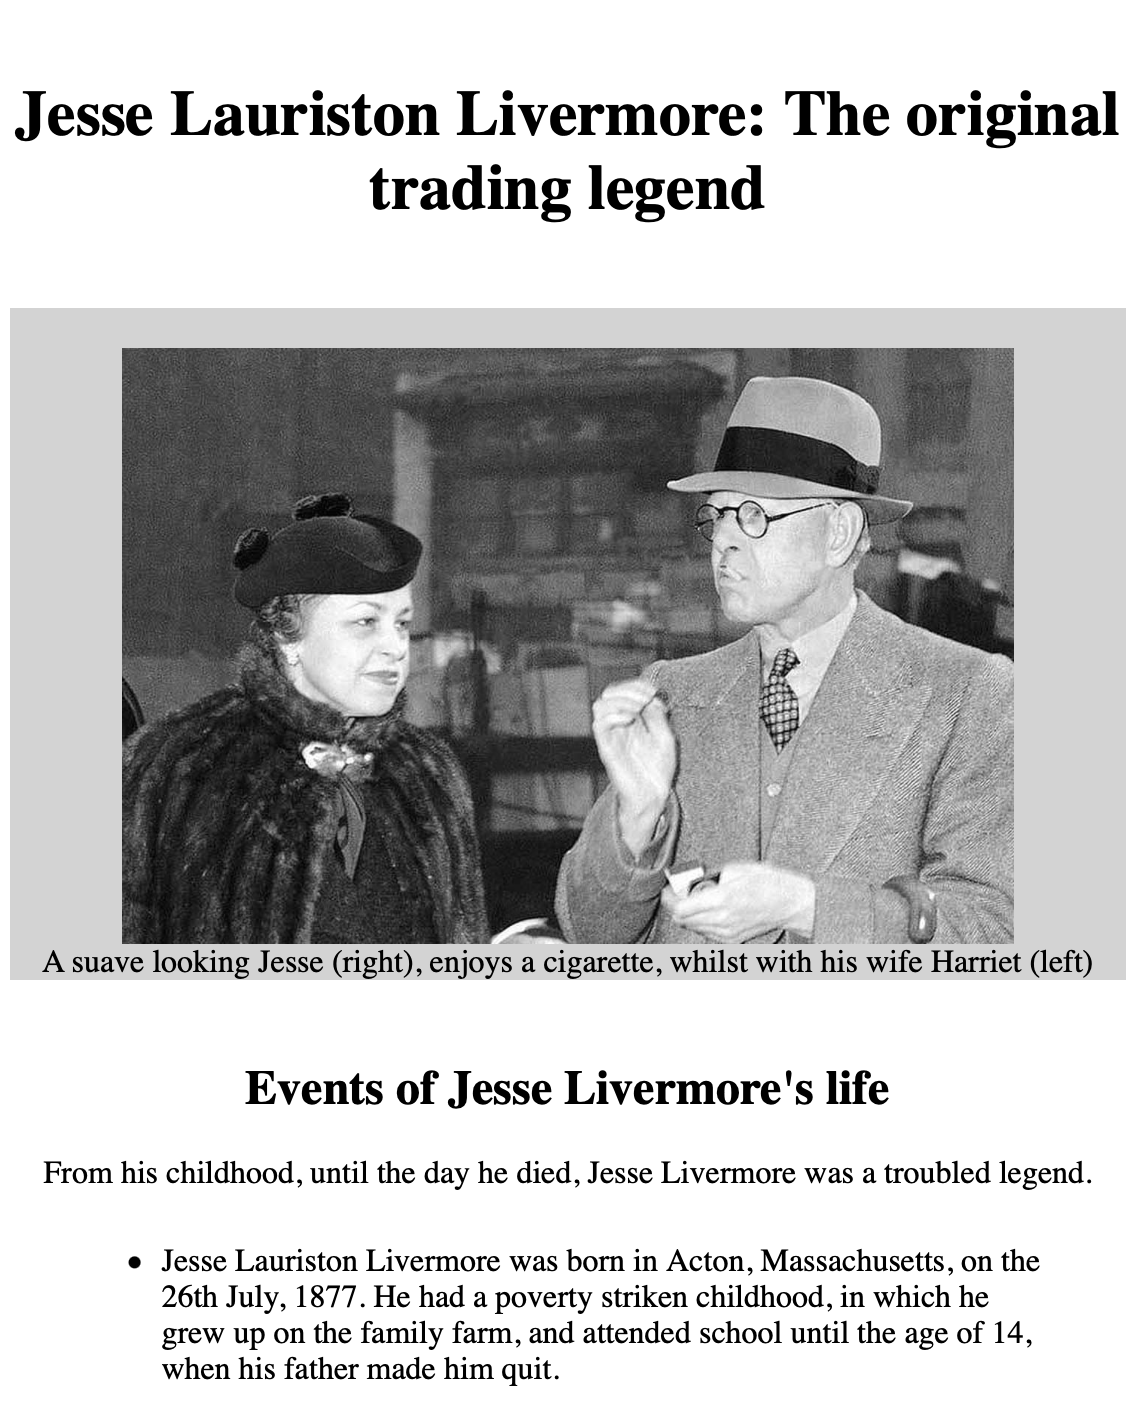 Jesse Lauriston Livermore: The original
trading legend
A suave looking Jesse (right), enjoys a cigarette, whilst with his wife Harriet (left)
Events of Jesse Livermore's life
From his childhood, until the day he died, Jesse Livermore was a troubled legend.
• Jesse Lauriston Livermore was born in Acton, Massachusetts, on the
26th July, 1877. He had a poverty striken childhood, in which he
grew up on the family farm, and attended school until the age of 14,
when his father made him quit.